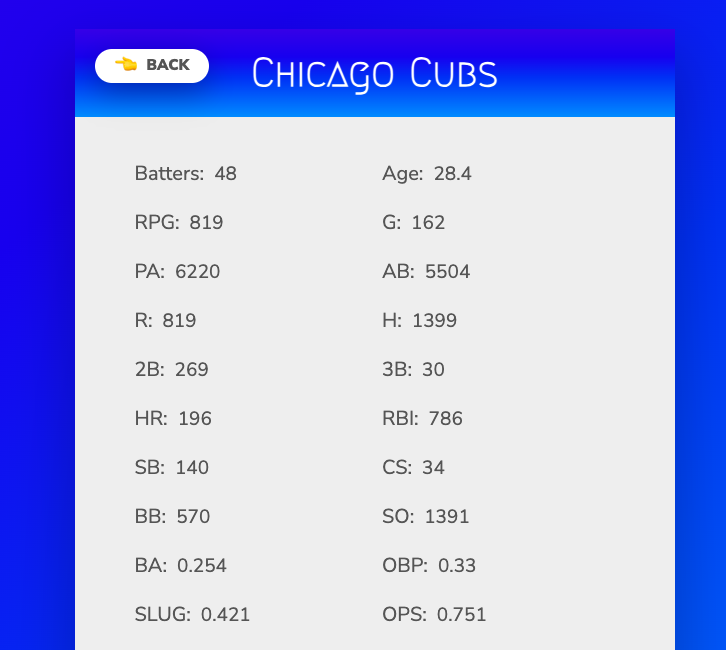 👈 BACK
Chicago Cubs
Batters: 48 Age: 28.4
RPG: 819 G: 162
PA: 6220 AB: 5504
R: 819 H: 1399
2B: 269 3B: 30
HR: 196 RBI: 786
SB: 140 CS: 34
BB: 570 SO: 1391
BA: 0.254 OBP: 0.33
SLUG: 0.421 OPS: 0.751